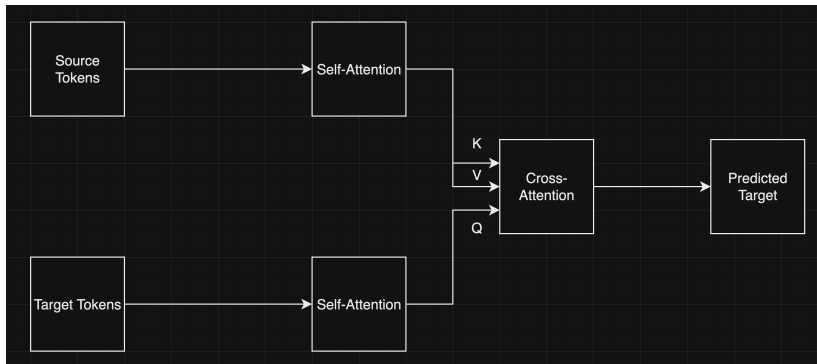 Source
Tokens
Self-Attention
K
V
Cross-
Attention
Predicted
Target
Q
Target Tokens
Self-Attention